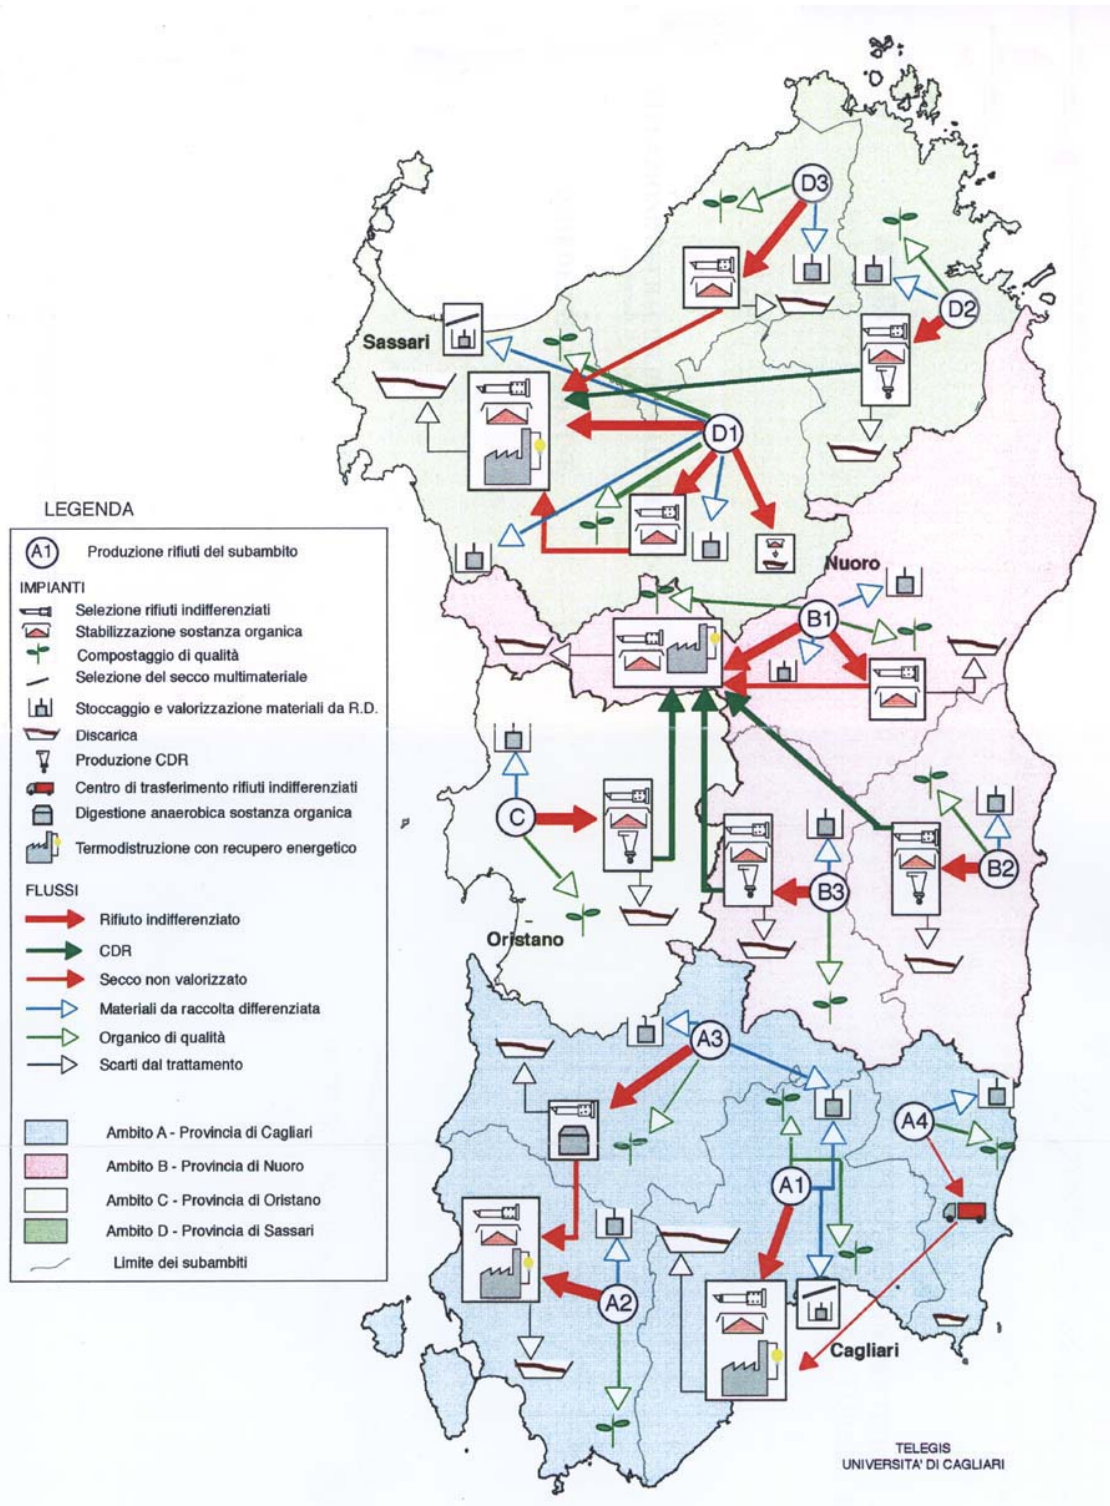 D3
D2
Sassari
D1
LEGENDA
A1 Produzione rifiuti del subambito
IMPIANTI
Selezione rifiuti indifferenziati
Stabilizzazione sostanza organica
Compostaggio di qualità
Selezione del secco multimateriale
Stoccaggio e valorizzazione materiali da R.D.
Discarica
Produzione CDR
Centro di trasferimento rifiuti indifferenziati
Digestione anaerobica sostanza organica
Termodistruzione con recupero energetico
FLUSSI
Rifiuto indifferenziato
CDR
Secco non valorizzato
Materiali da raccolta differenziata
Organico di qualità
Scarti dal trattamento
Ambito A - Provincia di Cagliari
Ambito B - Provincia di Nuoro
Ambito C - Provincia di Oristano
Ambito D - Provincia di Sassari
Limite dei subambiti
Nuoro
B1
C
B2
B3
Oristano
A3
A4
A1
A2
Cagliari
TELEGIS
UNIVERSITA' DI CAGLIARI